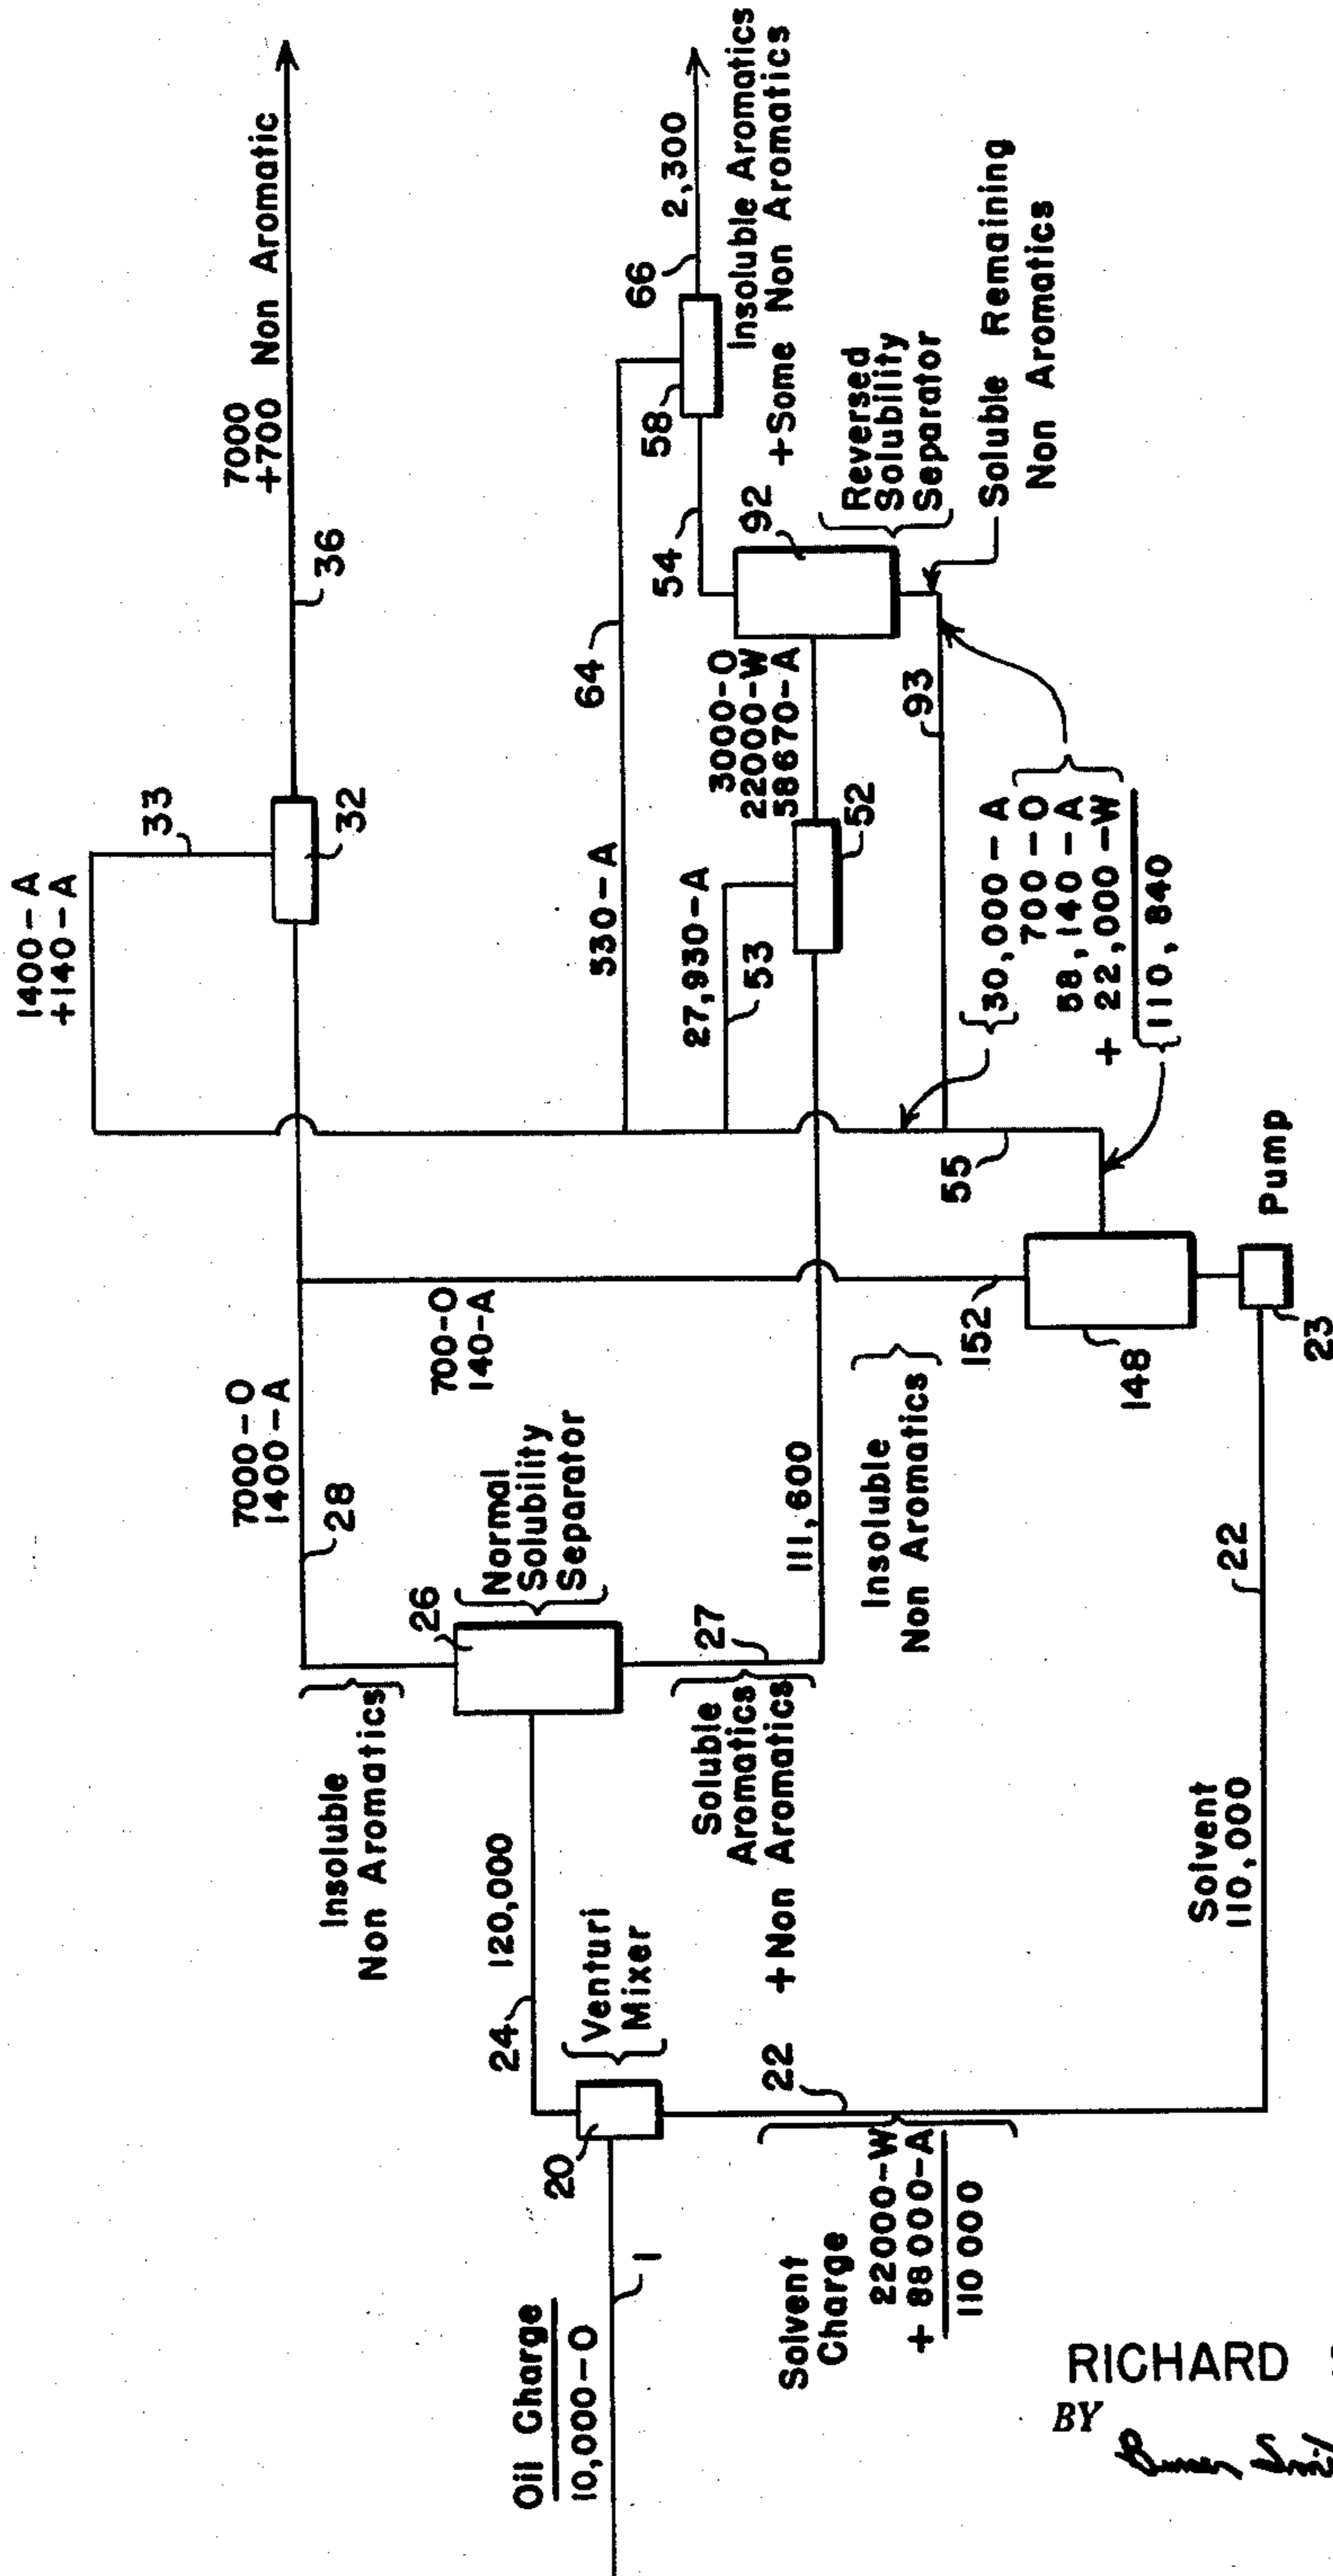 Oil Charge
10,000-O
1
20
Venturi
Mixer
24
120,000
22
Solvent
Charge
22000-W
+ 88000-A
110 000
Solvent
110,000
22
23
Pump
Insoluble
Non Aromatics
26
Normal
Solubility
Separator
28
7000-O
1400-A
Soluble
Aromatics
+Non Aromatics
27
111,600
700-O
140-A
Insoluble
Non Aromatics
152
148
55
1400-A
+140-A
33
32
36
7000
+700 Non Aromatic
530-A
64
27,930-A
53
52
3000-O
22000-W
58670-A
54
58
66
2,300
Insoluble Aromatics
+Some Non Aromatics
92
Reversed
Solubility
Separator
93
Soluble Remaining
Non Aromatics
30,000-A
700-O
58,140-A
+ 22,000-W
110,840
RICHARD
BY